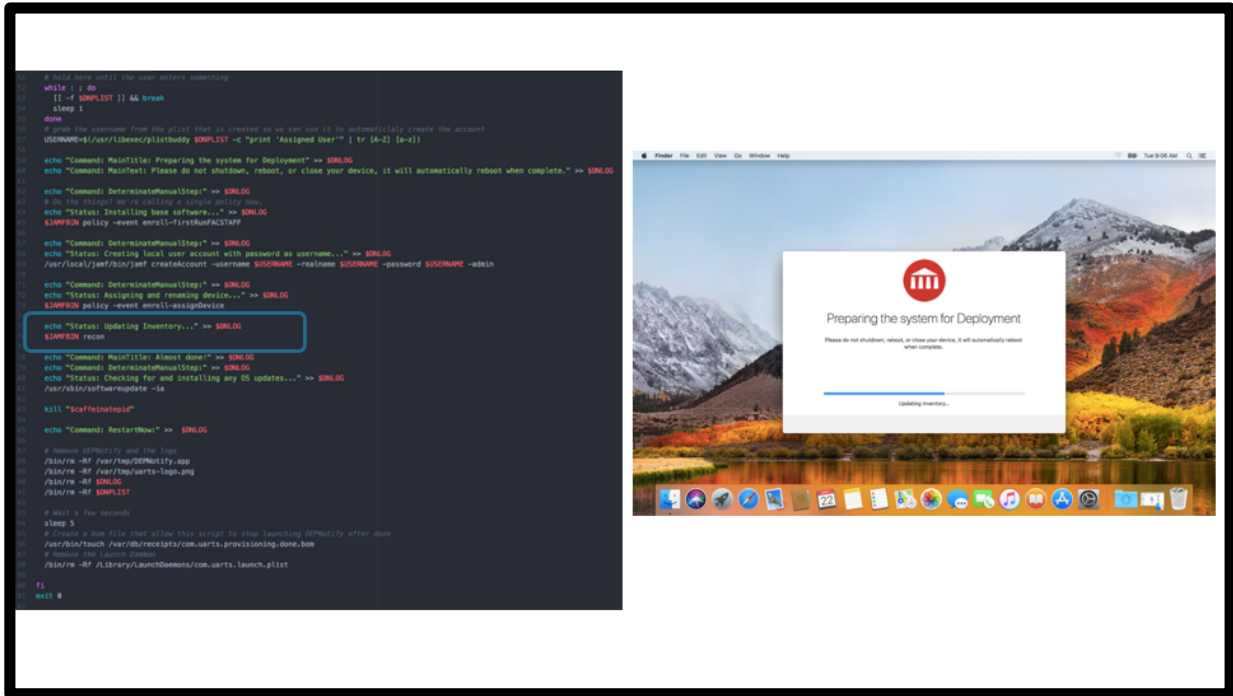 # hold here until the user enters something
while : ; do
[[ -f $DNPLIST ]] && break
sleep 1
done
# grab the username from the plist that is created so we can use it to automaticlaly create the account
USERNAME=$(/usr/libexec/plistbuddy $DNPLIST -c "print 'Assigned User'" | tr [A-Z] [a-z])
echo "Command: MainTitle: Preparing the system for Deployment" >> $DNLOG
echo "Command: MainText: Please do not shutdown, reboot, or close your device, it will automatically reboot when complete." >> $DNLOG
echo "Command: DeterminateManualStep:" >> $DNLOG
# Do the things! We're calling a single policy now.
echo "Status: Installing base software..." >> $DNLOG
$JAMFBIN policy -event enroll-firstRunFACSTAFF
echo "Command: DeterminateManualStep:" >> $DNLOG
echo "Status: Creating local user account with password as username..." >> $DNLOG
/usr/local/jamf/bin/jamf createAccount -username $USERNAME -realname $USERNAME -password $USERNAME -admin
echo "Command: DeterminateManualStep:" >> $DNLOG
echo "Status: Assigning and renaming device..." >> $DNLOG
$JAMFBIN policy -event enroll-assignDevice
echo "Status: Updating Inventory..." >> $DNLOG
$JAMFBIN recon
echo "Command: MainTitle: Almost done!" >> $DNLOG
echo "Command: DeterminateManualStep:" >> $DNLOG
echo "Status: Checking for and installing any OS updates..." >> $DNLOG
/usr/sbin/softwareupdate -ia
kill "$caffeinatepid"
echo "Command: RestartNow:" >> $DNLOG
# Remove DEPNotify and the logs
/bin/rm -Rf /var/tmp/DEPNotify.app
/bin/rm -Rf /var/tmp/uarts-logo.png
/bin/rm -Rf $DNLOG
/bin/rm -Rf $DNPLIST
# Wait a few seconds
sleep 5
# Create a bom file that allow this script to stop launching DEPNotify after done
/usr/bin/touch /var/db/receipts/com.uarts.provisioning.done.bom
# Remove the Launch Daemon
/bin/rm -Rf /Library/LaunchDaemons/com.uarts.launch.plist
fi
exit 0
Finder File Edit View Go Window Help
Tue 9:08 AM
Preparing the system for Deployment
Please do not shutdown, reboot, or close your device, it will automatically reboot
when complete.
Updating Inventory...
22